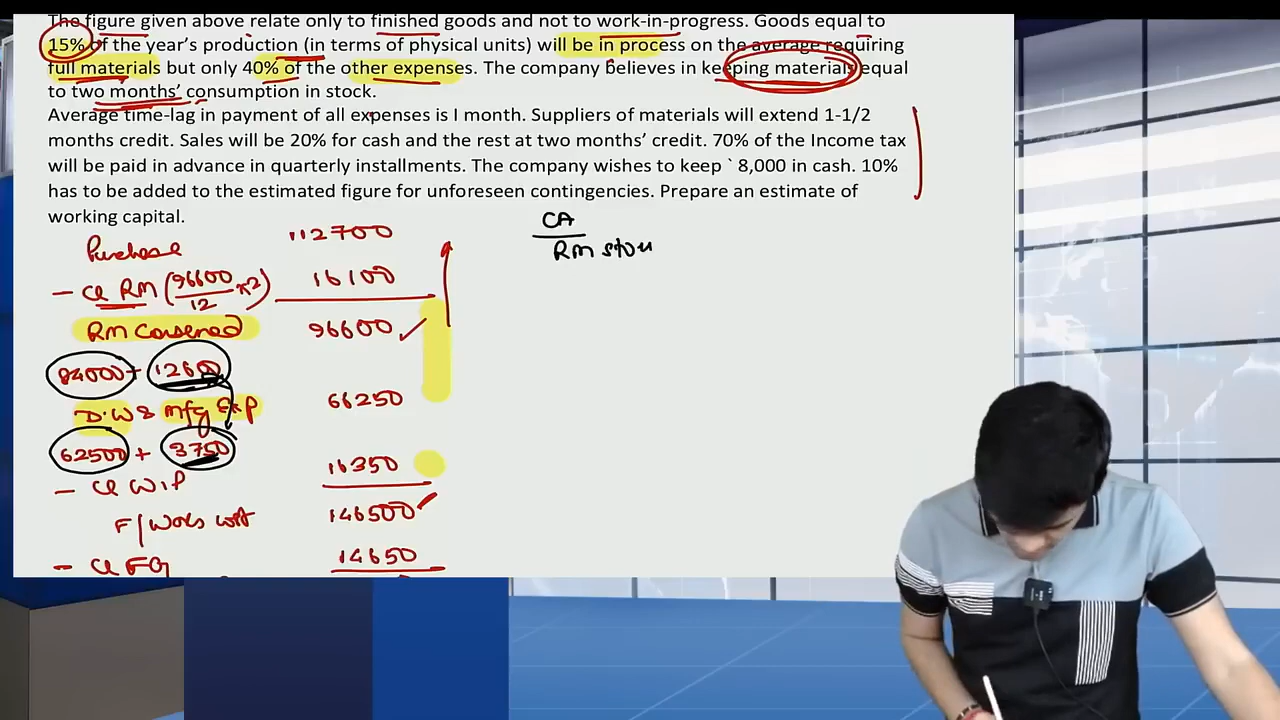 The figure given above relate only to finished goods and not to work-in-progress. Goods equal to
15% of the year's production (in terms of physical units) will be in process on the average requiring
full materials but only 40% of the other expenses. The company believes in keeping materials equal
to two months' consumption in stock.
Average time-lag in payment of all expenses is I month. Suppliers of materials will extend 1-1/2
months credit. Sales will be 20% for cash and the rest at two months' credit. 70% of the Income tax
will be paid in advance in quarterly installments. The company wishes to keep ` 8,000 in cash. 10%
has to be added to the estimated figure for unforeseen contingencies. Prepare an estimate of
working capital.
Purchase 112700
- Cl RM (96600/12 x2) 16100
RM Consumed 96600 ✓
84000 + 12600
D.W & Mfg Exp 66250
62500 + 3750
- Cl WIP 16350
F/Works cost 146500 ✓
- Cl FG 14650
CA
RM stou